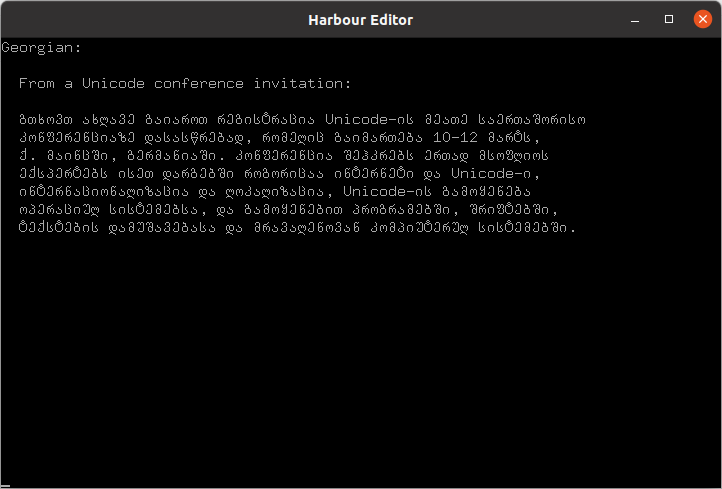 Harbour Editor
Georgian:
From a Unicode conference invitation:
გთხოვთ ახლავე გაიაროთ რეგისტრაცია Unicode-ის მეათე საერთაშორისო
კონფერენციაზე დასასწრებად, რომელიც გაიმართება 10-12 მარტს,
ქ. მაინცში, გერმანიაში. კონფერენცია შეჰკრებს ერთად მსოფლიოს
ექსპერტებს ისეთ დარგებში როგორიცაა ინტერნეტი და Unicode-ი,
ინტერნაციონალიზაცია და ლოკალიზაცია, Unicode-ის გამოყენება
ოპერაციულ სისტემებსა, და გამოყენებით პროგრამებში, შრიფტებში,
ტექსტების დამუშავებასა და მრავალენოვან კომპიუტერულ სისტემებში.